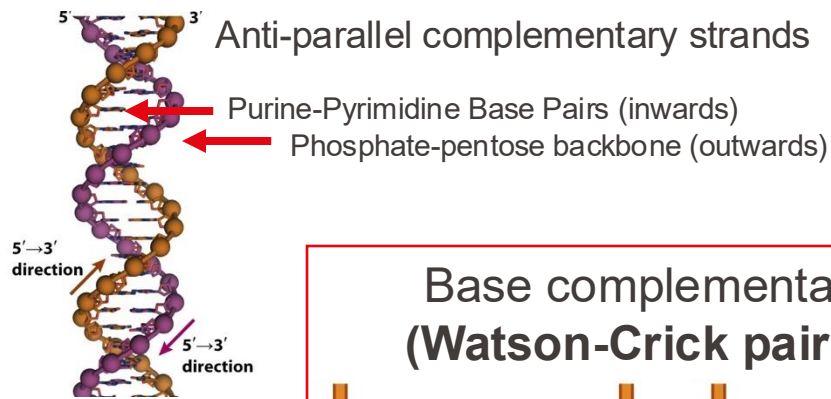 5′ 3′
Anti-parallel complementary strands
Purine-Pyrimidine Base Pairs (inwards)
Phosphate-pentose backbone (outwards)
5′→3′
direction
Base complementa
(Watson-Crick pair
5′→3′
direction